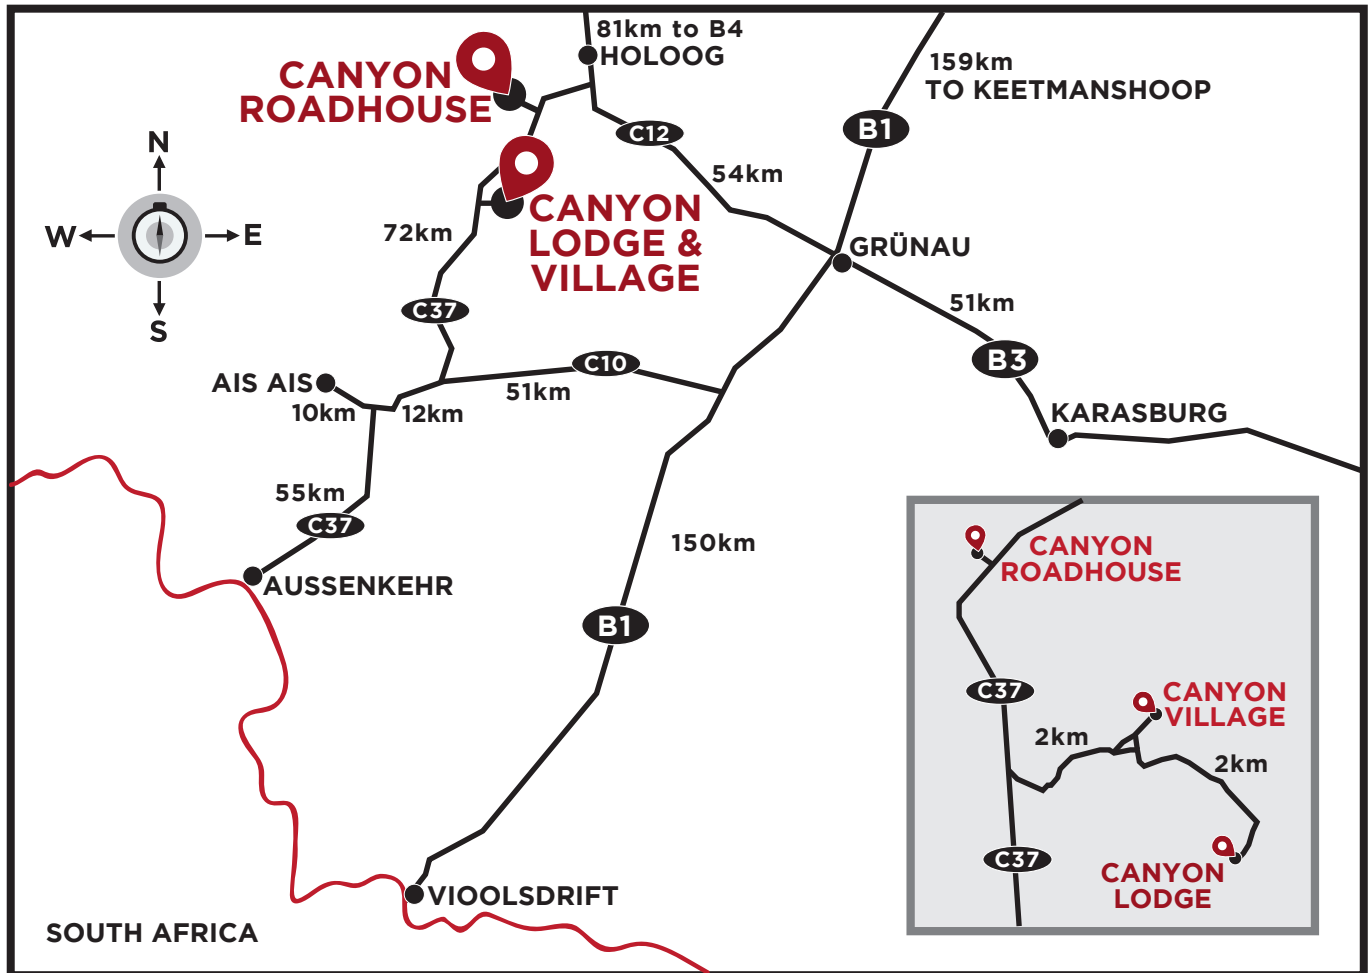 81km to B4
HOLOOG
CANYON
ROADHOUSE
159km
TO KEETMANSHOOP
B1
C12
54km
N
W
E
S
CANYON
LODGE &
VILLAGE
72km
GRÜNAU
51km
C37
B3
C10
AIS AIS
10km
12km
51km
KARASBURG
55km
C37
150km
AUSSENKEHR
B1
VIOOLSDRIFT
SOUTH AFRICA
CANYON
ROADHOUSE
C37
CANYON
VILLAGE
2km
2km
C37
CANYON
LODGE